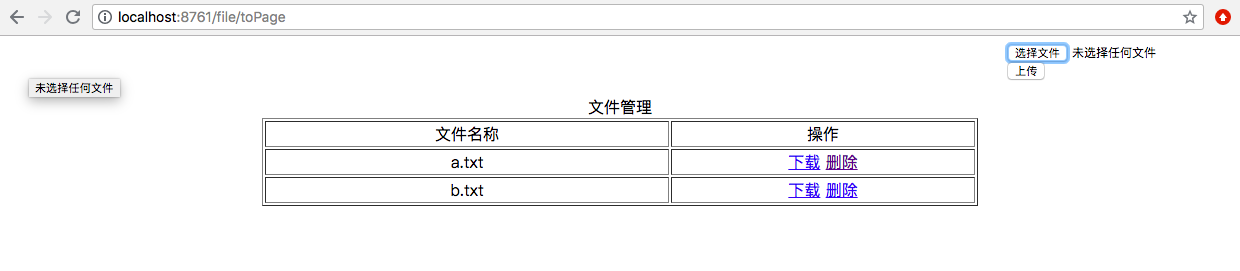 localhost:8761/file/toPage
选择文件 未选择任何文件
上传
未选择任何文件
文件管理
文件名称 操作
a.txt 下载 删除
b.txt 下载 删除